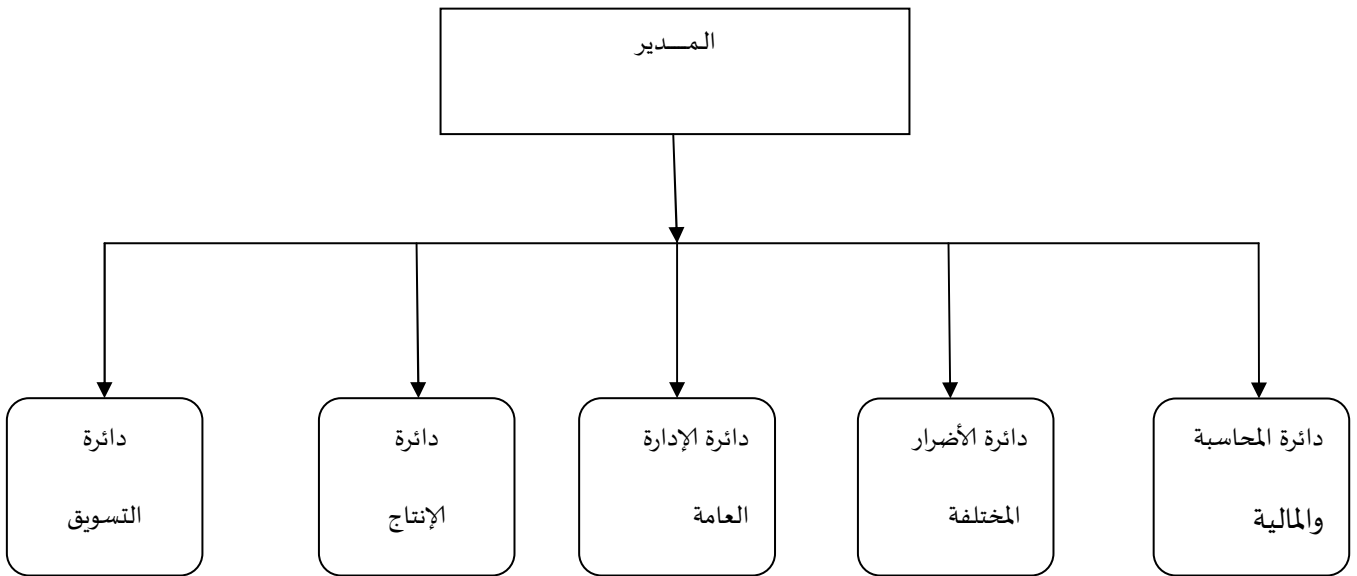 المـــدير
دائرة المحاسبة
والمالية
دائرة الأضرار
المختلفة
دائرة الإدارة
العامة
دائرة
الإنتاج
دائرة
التسويق